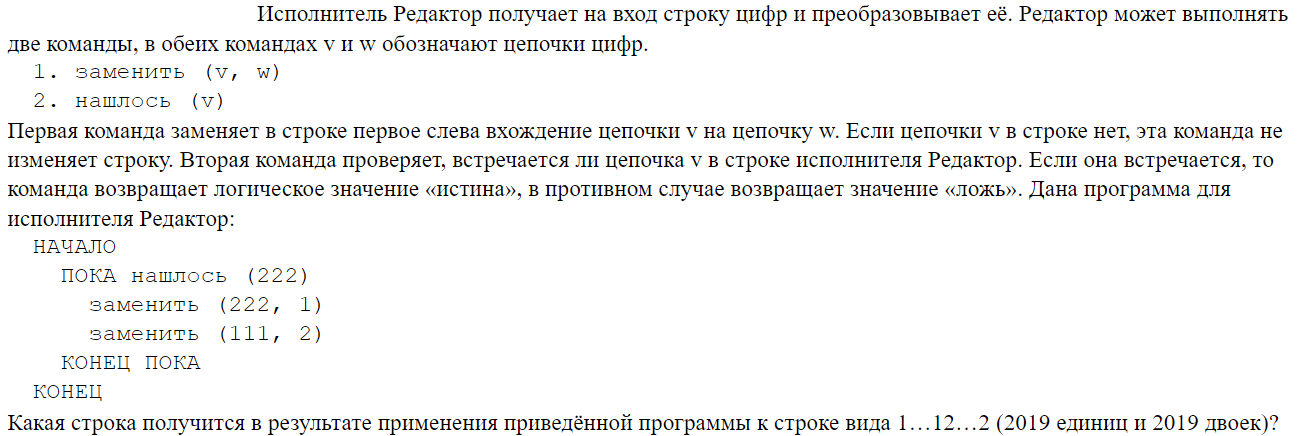 Исполнитель Редактор получает на вход строку цифр и преобразовывает её. Редактор может выполнять
две команды, в обеих командах v и w обозначают цепочки цифр.
1. заменить (v, w)
2. нашлось (v)
Первая команда заменяет в строке первое слева вхождение цепочки v на цепочку w. Если цепочки v в строке нет, эта команда не
изменяет строку. Вторая команда проверяет, встречается ли цепочка v в строке исполнителя Редактор. Если она встречается, то
команда возвращает логическое значение «истина», в противном случае возвращает значение «ложь». Дана программа для
исполнителя Редактор:
НАЧАЛО
ПОКА нашлось (222)
заменить (222, 1)
заменить (111, 2)
КОНЕЦ ПОКА
КОНЕЦ
Какая строка получится в результате применения приведённой программы к строке вида 1…12…2 (2019 единиц и 2019 двоек)?